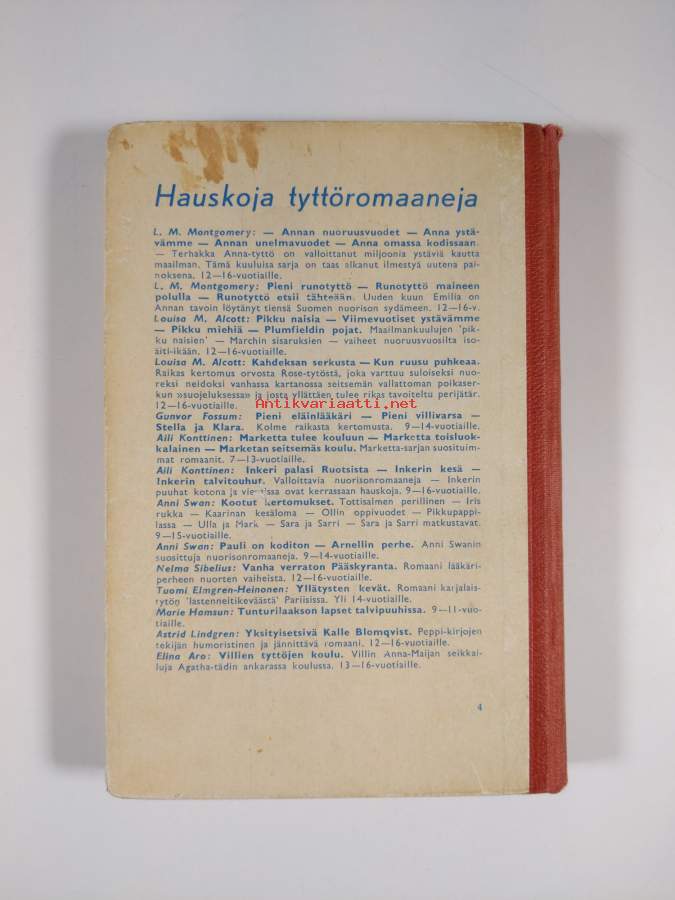 Hauskoja tyttöromaaneja
L. M. Montgomery: — Annan nuoruusvuodet — Anna ystä-
vämme — Annan unelmavuodet — Anna omassa kodissaan.
— Terhakka Anna-tyttö on valloittanut miljoonia ystäviä kautta
maailman. Tämä kuuluisa sarja on taas alkanut ilmestyä uutena pai-
noksena. 12—16-vuotiaille.
L. M. Montgomery: Pieni runotyttö — Runotyttö maineen
polulla — Runotyttö etsii tähteään. Uuden kuun Emilia on
Annan tavoin löytänyt tiensä Suomen nuorison sydämeen. 12—16-v.
Louisa M. Alcott: Pikku naisia — Viimevuotiset ystävämme
— Pikku miehiä — Plumfieldin pojat. Maailmankuulujen 'pik-
ku naisien' — Marchin sisaruksien — vaiheet nuoruusvuosilta iso-
äiti-ikään. 12—16-vuotiaille.
Louisa M. Alcott: Kahdeksan serkusta — Kun ruusu puhkeaa.
Raikas kertomus orvosta Rose-tytöstä, joka varttuu suloiseksi nuo-
reksi neidoksi vanhassa kartanossa seitsemän vallattoman poikaser-
kun »suojeluksessa» ja josta yllättäen tulee rikas tavoiteltu perijätär.
12—16-vuotiaille.
Antikvariaatti.net
Gunvor Fossum: Pieni eläinlääkäri — Pieni villivarsa —
Stella ja Klara. Kolme raikasta kertomusta. 9—14-vuotiaille.
Aili Konttinen: Marketta tulee kouluun — Marketta toisluok-
kalainen — Marketan seitsemäs koulu. Marketta-sarjan suosituim-
mat romaanit. 7—13-vuotiaille.
Aili Konttinen: Inkeri palasi Ruotsista — Inkerin kesä —
Inkerin talvitouhut. Valloittavia nuorisonromaaneja — Inkerin
puuhat kotona ja vieraissa ovat kerrassaan hauskoja. 9—16-vuotiaille.
Anni Swan: Kootut kertomukset. Tottisalmen perillinen — Iris
rukka — Kaarinan kesäloma — Ollin oppivuodet — Pikkupappi-
lassa — Ulla ja Mark — Sara ja Sarri — Sara ja Sarri matkustavat.
9—15-vuotiaille.
Anni Swan: Pauli on koditon — Arnellin perhe. Anni Swanin
suosittuja nuorisonromaaneja. 9—14-vuotiaille.
Nelma Sibelius: Vanha verraton Pääskyranta. Romaani lääkäri-
perheen nuorten vaiheista. 12—16-vuotiaille.
Tuomi Elmgren-Heinonen: Yllätysten kevät. Romaani karjalais-
tytön 'lastenneitikeväästä' Pariisissa. Yli 14-vuotiaille.
Marie Hamsun: Tunturilaakson lapset talvipuuhissa. 9—11-vuo-
tiaille.
Astrid Lindgren: Yksityisetsivä Kalle Blomqvist. Peppi-kirjojen
tekijän humoristinen ja jännittävä romaani. 12—16-vuotiaille.
Elina Aro: Villien tyttöjen koulu. Villin Anna-Maijan seikkai-
luja Agatha-tädin ankarassa koulussa. 13—16-vuotiaille.
4